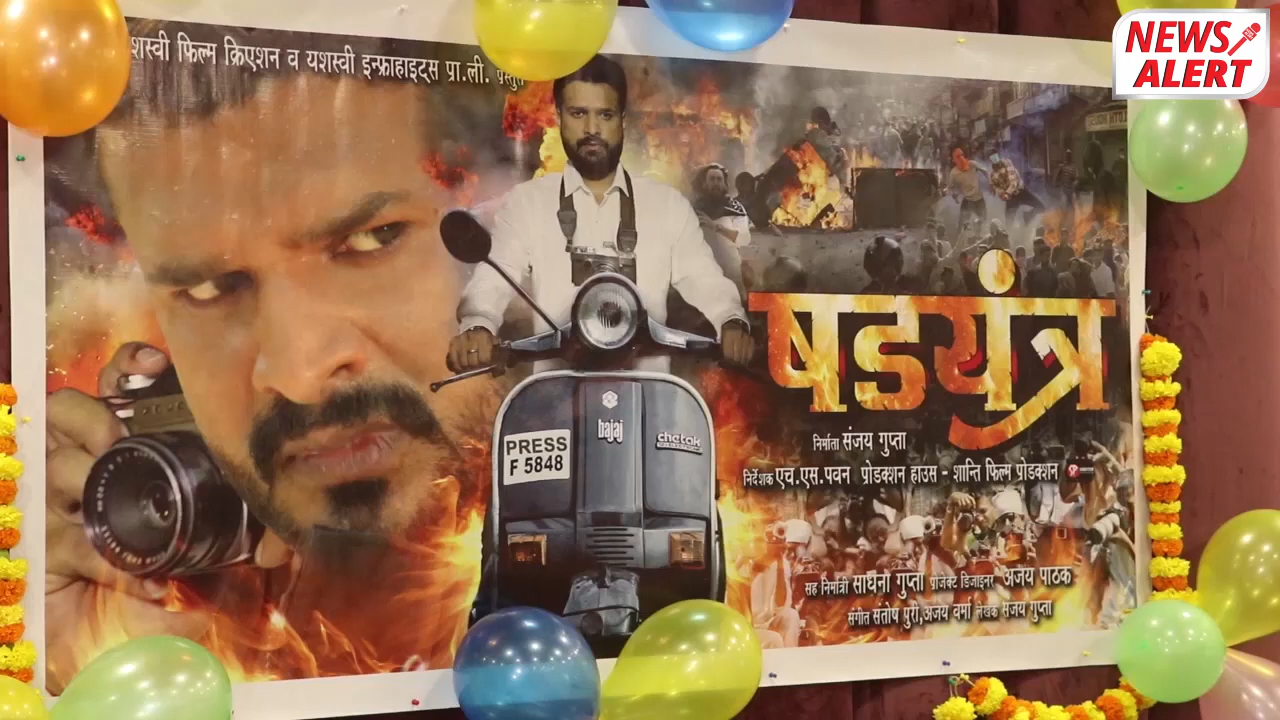 शस्वी फिल्म क्रिएशन व यशस्वी इन्फ्राहाइट्स प्रा.ली. प्रस्तुत
NEWS
ALERT
षडयंत्र
bajaj
chetak
PRESS
F 5848
निर्माता संजय गुप्ता
निर्देशक एच.एस.पवन प्रोडक्शन हाउस - शान्ति फिल्म प्रोडक्शन
सह निर्मात्री साधना गुप्ता प्रोजेक्ट डिजाइनर अजय पाठक
संगीत संतोष पुरी,अजय वर्मा लेखक संजय गुप्ता